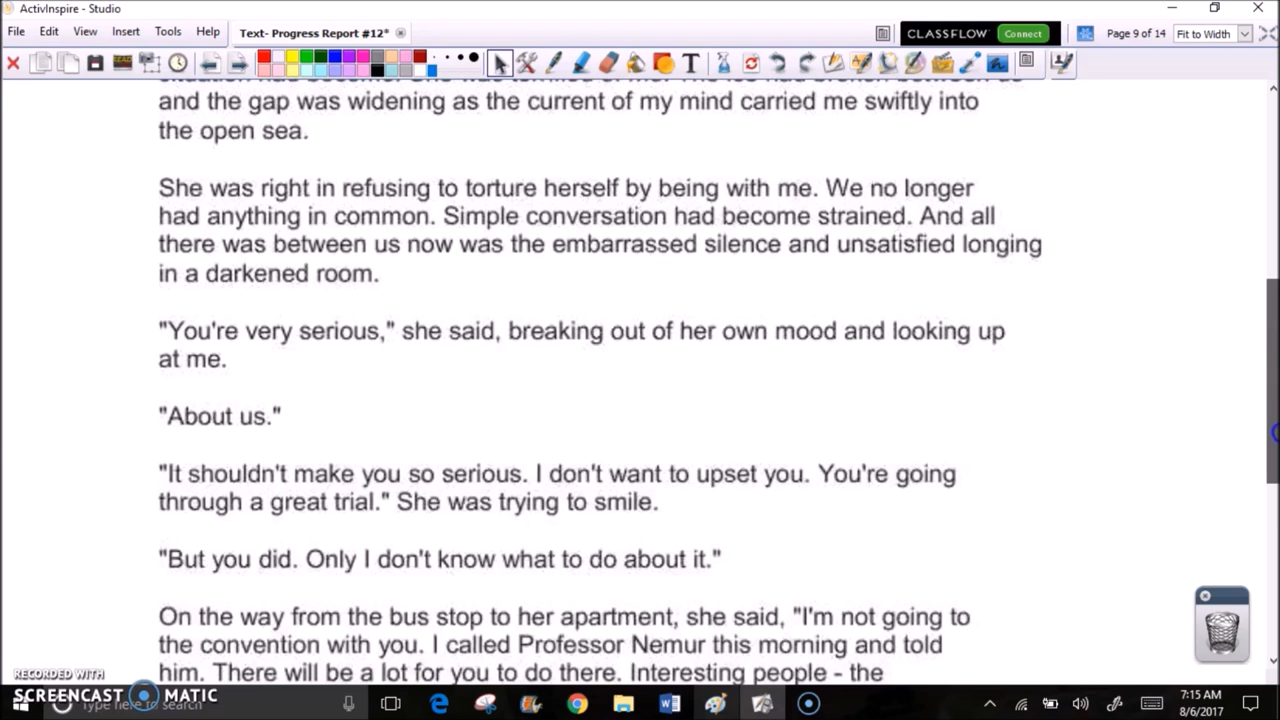 ActivInspire - Studio
File Edit View Insert Tools Help
Text- Progress Report #12*
CLASSFLOW Connect
Page 9 of 14
Fit to Width
and the gap was widening as the current of my mind carried me swiftly into
the open sea.
She was right in refusing to torture herself by being with me. We no longer
had anything in common. Simple conversation had become strained. And all
there was between us now was the embarrassed silence and unsatisfied longing
in a darkened room.
"You're very serious," she said, breaking out of her own mood and looking up
at me.
"About us."
"It shouldn't make you so serious. I don't want to upset you. You're going
through a great trial." She was trying to smile.
"But you did. Only I don't know what to do about it."
On the way from the bus stop to her apartment, she said, "I'm not going to
the convention with you. I called Professor Nemur this morning and told
him. There will be a lot for you to do there. Interesting people - the
RECORDED WITH
SCREENCAST MATIC
Type here to search
7:15 AM
8/6/2017